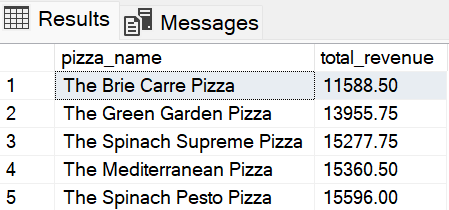 Results Messages
pizza_name total_revenue
1 The Brie Carre Pizza 11588.50
2 The Green Garden Pizza 13955.75
3 The Spinach Supreme Pizza 15277.75
4 The Mediterranean Pizza 15360.50
5 The Spinach Pesto Pizza 15596.00